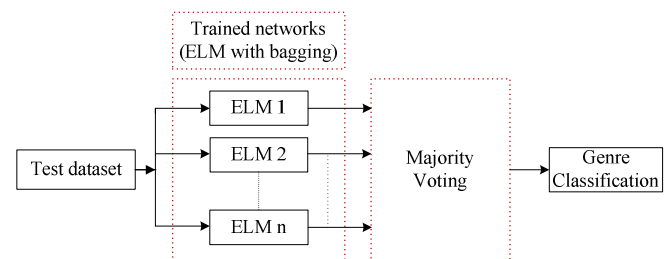 Trained networks
(ELM with bagging)
ELM 1
ELM 2
ELM n
Test dataset
Majority
Voting
Genre
Classification